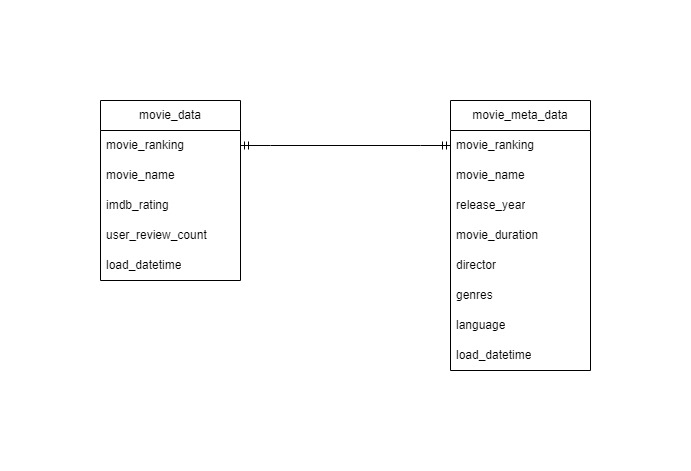 movie_data
movie_ranking
movie_name
imdb_rating
user_review_count
load_datetime
movie_meta_data
movie_ranking
movie_name
release_year
movie_duration
director
genres
language
load_datetime